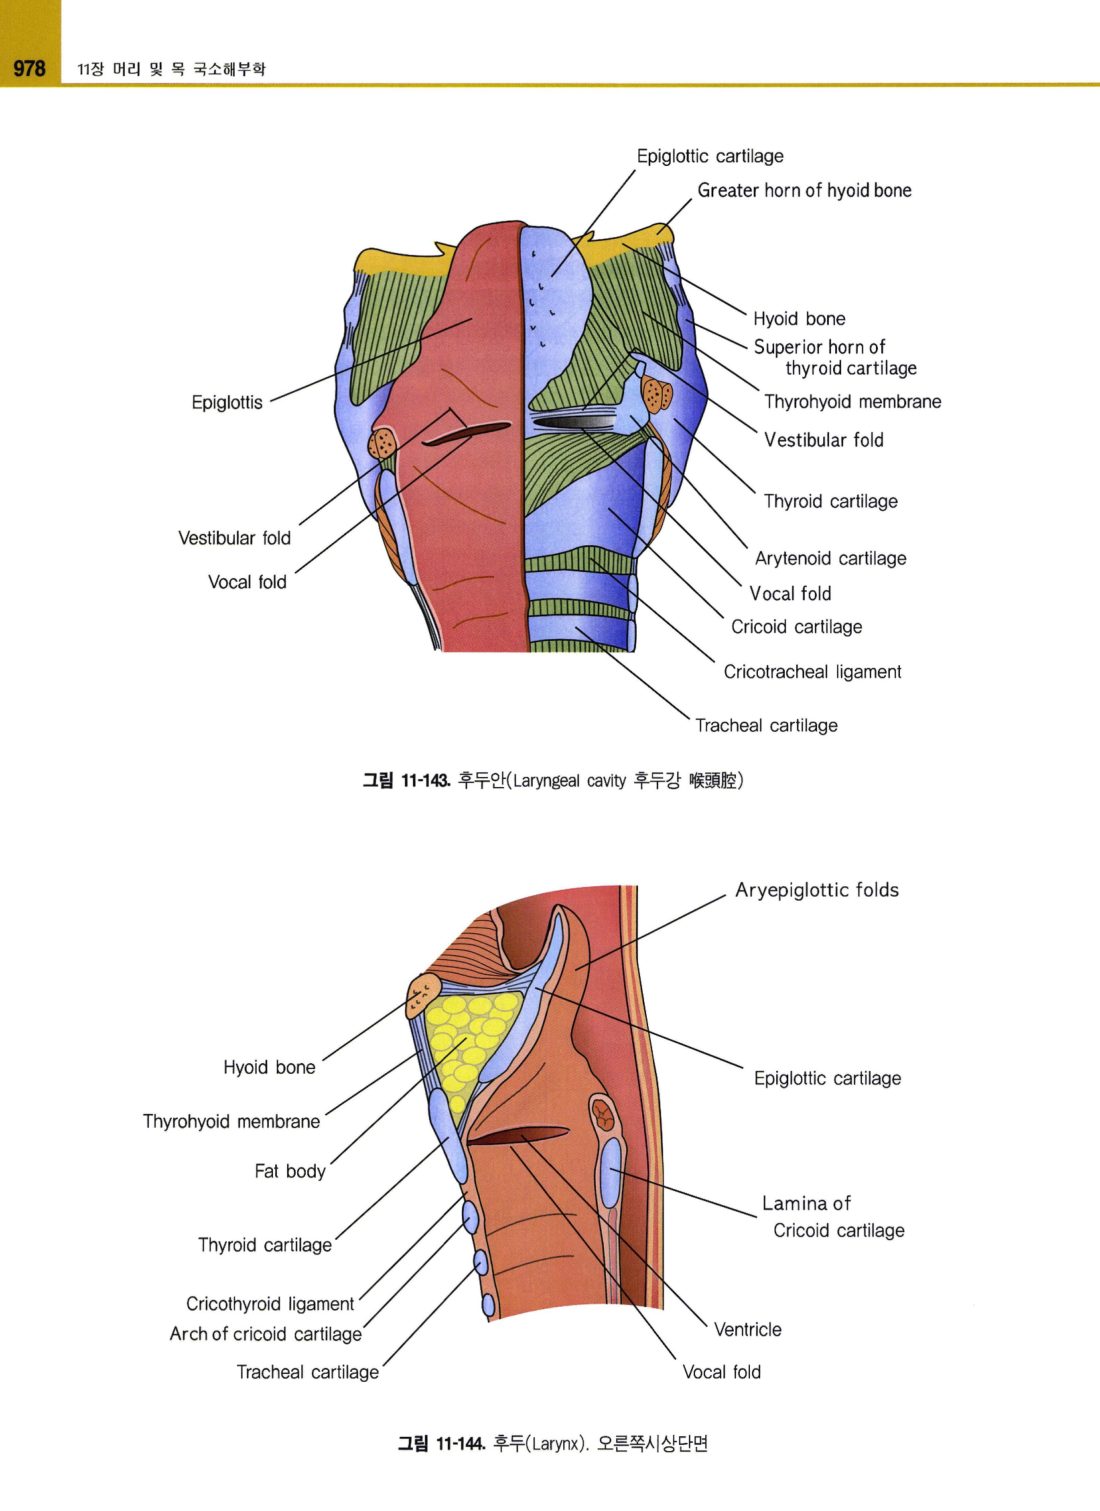 978
11장 머리 및 목 국소해부학
Epiglottic cartilage
Greater horn of hyoid bone
Hyoid bone
Superior horn of
thyroid cartilage
Epiglottis
Thyrohyoid membrane
Vestibular fold
Thyroid cartilage
Vestibular fold
Arytenoid cartilage
Vocal fold
Vocal fold
Cricoid cartilage
Cricotracheal ligament
Tracheal cartilage
그림 11-143. 후두안(Laryngeal cavity 후두강 喉頭腔)
Aryepiglottic folds
Hyoid bone
Epiglottic cartilage
Thyrohyoid membrane
Fat body
Lamina of
Cricoid cartilage
Thyroid cartilage
Cricothyroid ligament
Arch of cricoid cartilage
Ventricle
Tracheal cartilage
Vocal fold
그림 11-144. 후두(Larynx). 오른쪽시상단면